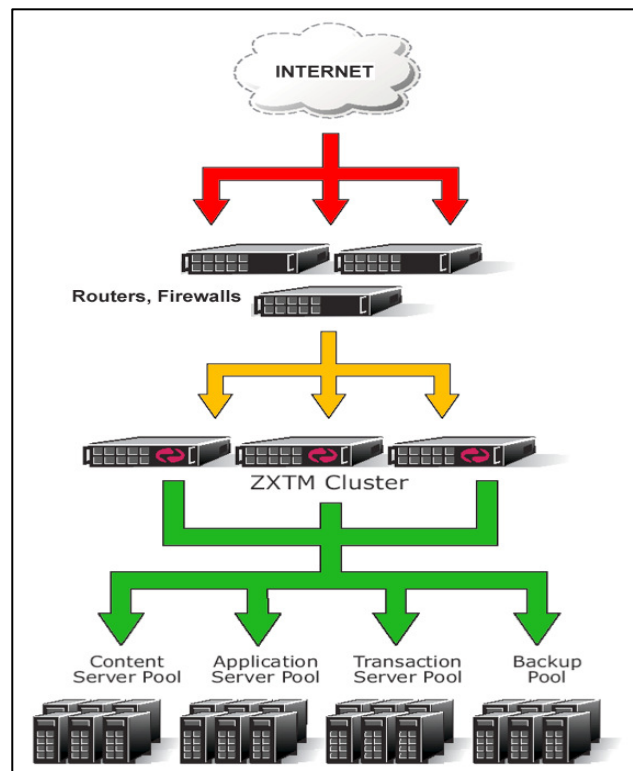 INTERNET
Routers, Firewalls
ZXTM Cluster
Content
Server Pool
Application
Server Pool
Transaction
Server Pool
Backup
Pool